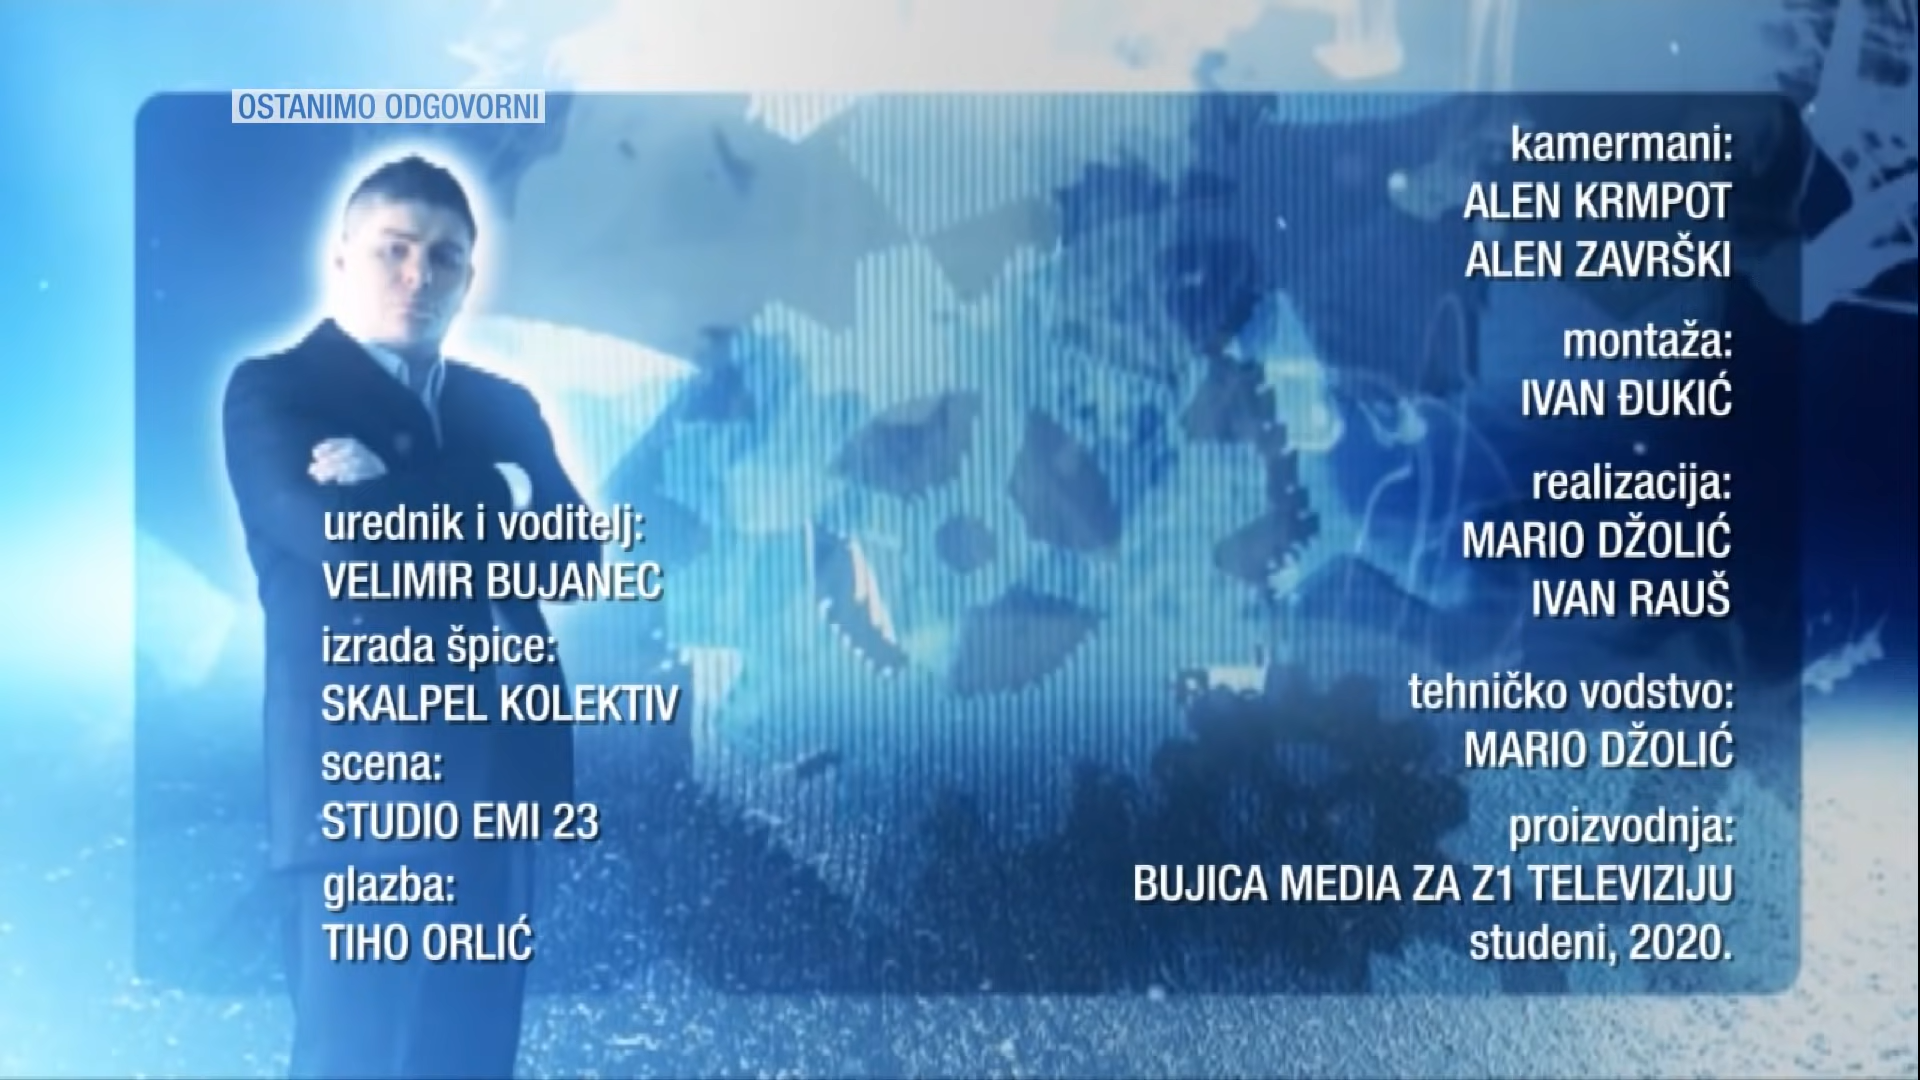 OSTANIMO ODGOVORNI
urednik i voditelj:
VELIMIR BUJANEC
izrada špice:
SKALPEL KOLEKTIV
scena:
STUDIO EMI 23
glazba:
TIHO ORLIĆ
kamermani:
ALEN KRMPOT
ALEN ZAVRŠKI
montaža:
IVAN ĐUKIĆ
realizacija:
MARIO DŽOLIĆ
IVAN RAUŠ
tehničko vodstvo:
MARIO DŽOLIĆ
proizvodnja:
BUJICA MEDIA ZA Z1 TELEVIZIJU
studeni, 2020.